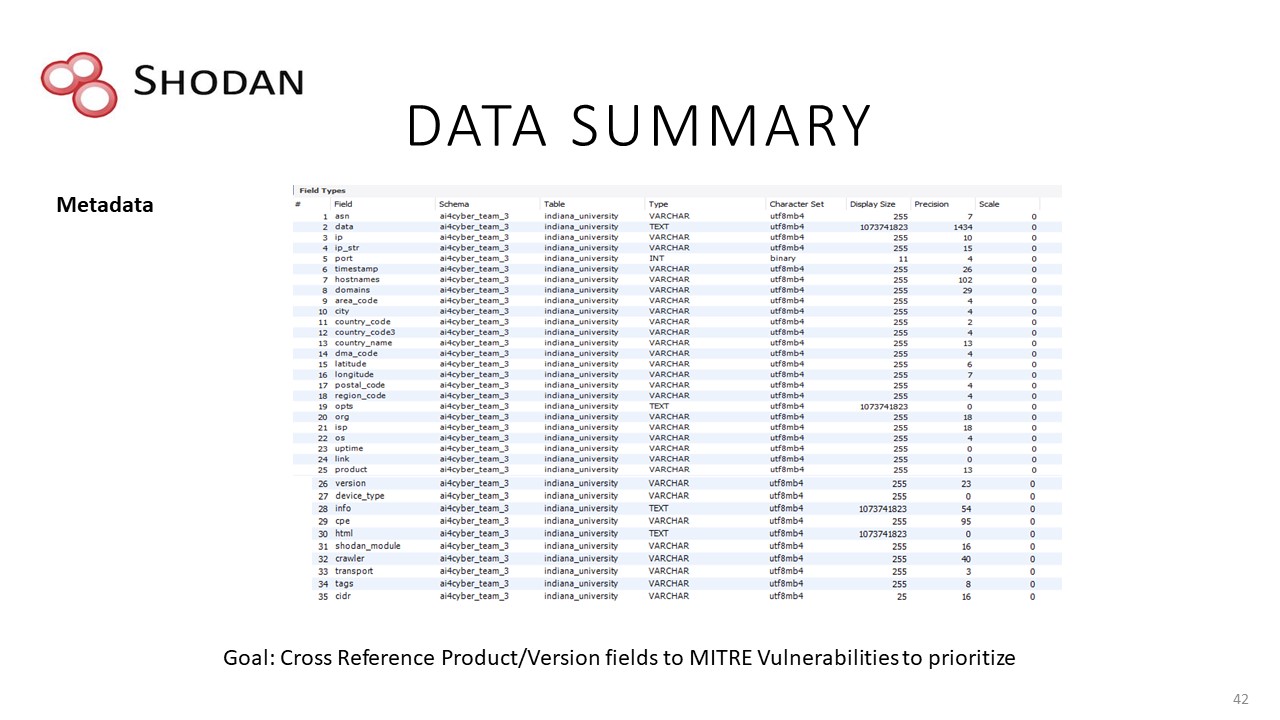 SHODAN
DATA SUMMARY
Metadata
Field Types
# Field Schema Table Type Character Set Display Size Precision Scale
1 asn ai4cyber_team_3 indiana_university VARCHAR utf8mb4 255 7 0
2 data ai4cyber_team_3 indiana_university TEXT utf8mb4 1073741823 1434 0
3 ip ai4cyber_team_3 indiana_university VARCHAR utf8mb4 255 10 0
4 ip_str ai4cyber_team_3 indiana_university VARCHAR utf8mb4 255 15 0
5 port ai4cyber_team_3 indiana_university INT binary 11 4 0
6 timestamp ai4cyber_team_3 indiana_university VARCHAR utf8mb4 255 26 0
7 hostnames ai4cyber_team_3 indiana_university VARCHAR utf8mb4 255 102 0
8 domains ai4cyber_team_3 indiana_university VARCHAR utf8mb4 255 29 0
9 area_code ai4cyber_team_3 indiana_university VARCHAR utf8mb4 255 4 0
10 city ai4cyber_team_3 indiana_university VARCHAR utf8mb4 255 4 0
11 country_code ai4cyber_team_3 indiana_university VARCHAR utf8mb4 255 2 0
12 country_code3 ai4cyber_team_3 indiana_university VARCHAR utf8mb4 255 4 0
13 country_name ai4cyber_team_3 indiana_university VARCHAR utf8mb4 255 13 0
14 dma_code ai4cyber_team_3 indiana_university VARCHAR utf8mb4 255 4 0
15 latitude ai4cyber_team_3 indiana_university VARCHAR utf8mb4 255 6 0
16 longitude ai4cyber_team_3 indiana_university VARCHAR utf8mb4 255 7 0
17 postal_code ai4cyber_team_3 indiana_university VARCHAR utf8mb4 255 4 0
18 region_code ai4cyber_team_3 indiana_university VARCHAR utf8mb4 255 4 0
19 opts ai4cyber_team_3 indiana_university TEXT utf8mb4 1073741823 0 0
20 org ai4cyber_team_3 indiana_university VARCHAR utf8mb4 255 18 0
21 isp ai4cyber_team_3 indiana_university VARCHAR utf8mb4 255 18 0
22 os ai4cyber_team_3 indiana_university VARCHAR utf8mb4 255 4 0
23 uptime ai4cyber_team_3 indiana_university VARCHAR utf8mb4 255 0 0
24 link ai4cyber_team_3 indiana_university VARCHAR utf8mb4 255 0 0
25 product ai4cyber_team_3 indiana_university VARCHAR utf8mb4 255 13 0
26 version ai4cyber_team_3 indiana_university VARCHAR utf8mb4 255 23 0
27 device_type ai4cyber_team_3 indiana_university VARCHAR utf8mb4 255 0 0
28 info ai4cyber_team_3 indiana_university TEXT utf8mb4 1073741823 54 0
29 cpe ai4cyber_team_3 indiana_university VARCHAR utf8mb4 255 95 0
30 html ai4cyber_team_3 indiana_university TEXT utf8mb4 1073741823 0 0
31 shodan_module ai4cyber_team_3 indiana_university VARCHAR utf8mb4 255 16 0
32 crawler ai4cyber_team_3 indiana_university VARCHAR utf8mb4 255 40 0
33 transport ai4cyber_team_3 indiana_university VARCHAR utf8mb4 255 3 0
34 tags ai4cyber_team_3 indiana_university VARCHAR utf8mb4 255 8 0
35 cidr ai4cyber_team_3 indiana_university VARCHAR utf8mb4 25 16 0
Goal: Cross Reference Product/Version fields to MITRE Vulnerabilities to prioritize
42